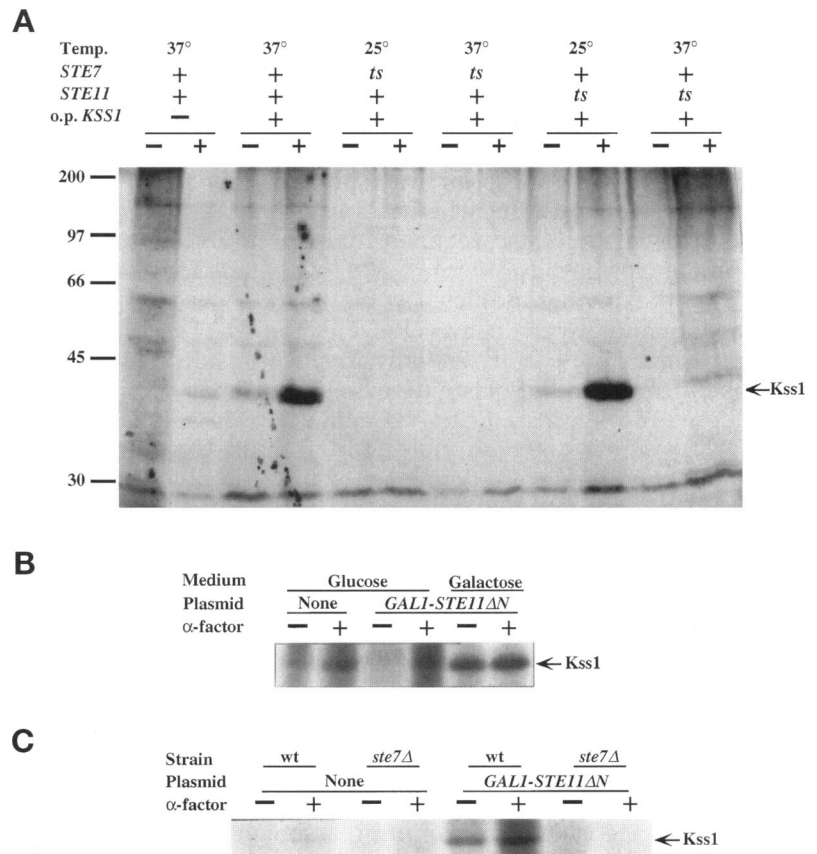 A
Temp. 37° 37° 25° 37° 25° 37°
STE7 + + ts ts + +
STE11 + + + + ts ts
o.p. KSS1 − + + + + +
− + − + − + − + − + − +
200
97
66
45
←Kss1
30
B
Medium Glucose Galactose
Plasmid None GAL1-STE11ΔN
α-factor − + − + − +
←Kss1
C
Strain wt ste7Δ wt ste7Δ
Plasmid None GAL1-STE11ΔN
α-factor − + − + − + − +
←Kss1